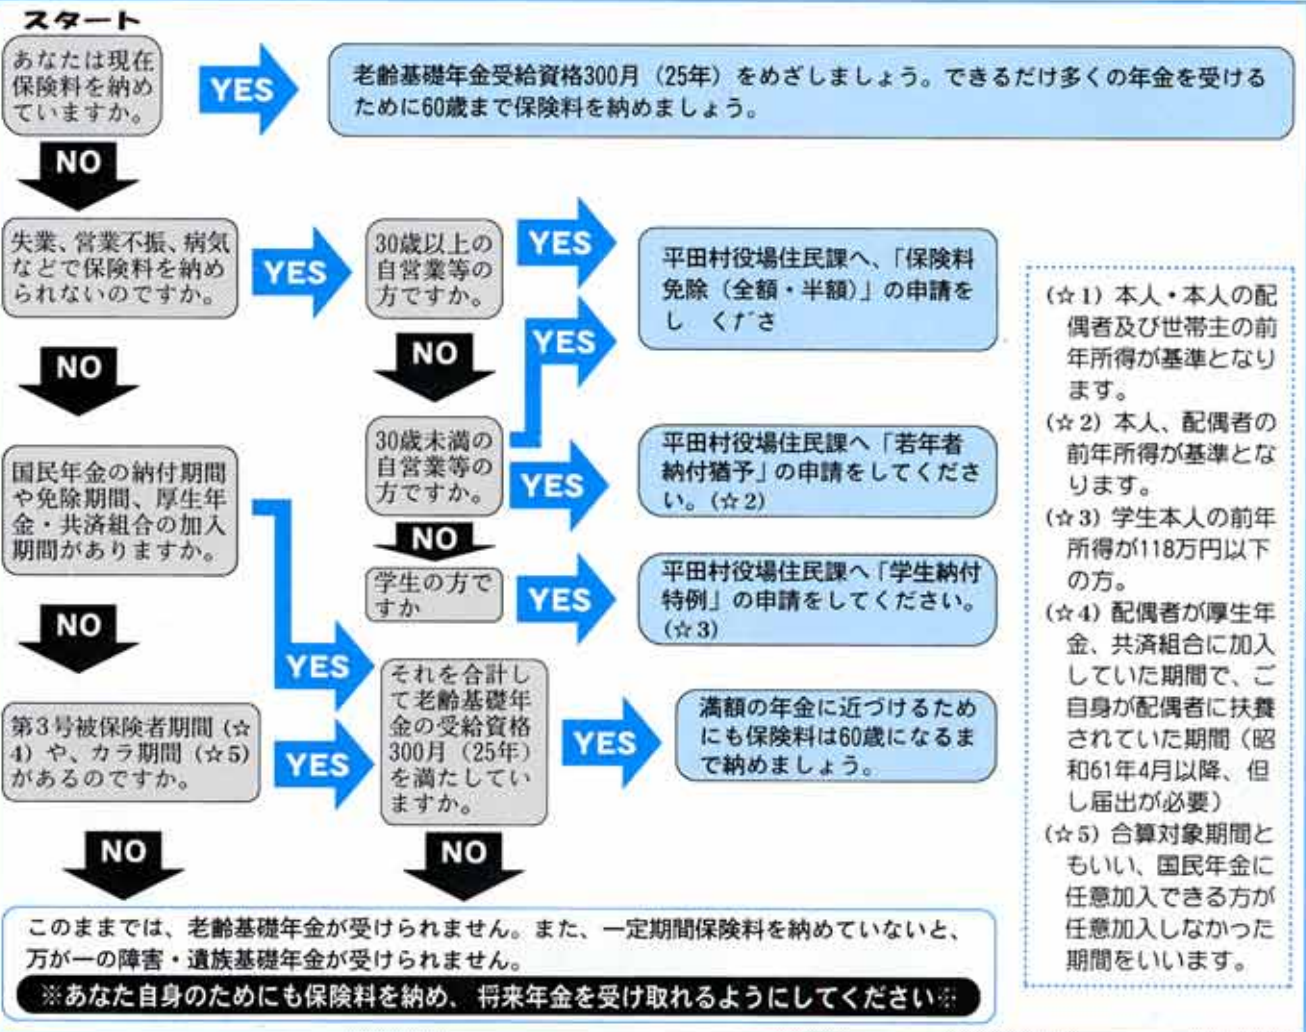 スタート
あなたは現在
保険料を納め
ていますか。
YES
老齢基礎年金受給資格300月（25年）をめざしましょう。できるだけ多くの年金を受ける
ために60歳まで保険料を納めましょう。
NO
失業、営業不振、病気
などで保険料を納め
られないのですか。
YES
30歳以上の
自営業等の
方ですか。
YES
平田村役場住民課へ、「保険料
免除（全額・半額）」の申請を
し くださ
NO
YES
30歳未満の
自営業等の
方ですか。
YES
平田村役場住民課へ「若年者
納付猶予」の申請をしてくださ
い。(☆2)
NO
学生の方で
すか
YES
平田村役場住民課へ「学生納付
特例」の申請をしてください。
(☆3)
NO
国民年金の納付期間
や免除期間、厚生年
金・共済組合の加入
期間がありますか。
YES
NO
第3号被保険者期間（☆
4）や、カラ期間（☆5）
があるのですか。
YES
それを合計し
て老齢基礎年
金の受給資格
300月（25年）
を満たしてい
ますか。
YES
満額の年金に近づけるため
にも保険料は60歳になるま
で納めましょう。
NO
NO
このままでは、老齢基礎年金が受けられません。また、一定期間保険料を納めていないと、
万が一の障害・遺族基礎年金が受けられません。
※あなた自身のためにも保険料を納め、将来年金を受け取れるようにしてください※
(☆1) 本人・本人の配
偶者及び世帯主の前
年所得が基準となり
ます。
(☆2) 本人、配偶者の
前年所得が基準とな
ります。
(☆3) 学生本人の前年
所得が118万円以下
の方。
(☆4) 配偶者が厚生年
金、共済組合に加入
していた期間で、ご
自身が配偶者に扶養
されていた期間（昭
和61年4月以降、但
し届出が必要）
(☆5) 合算対象期間と
もいい、国民年金に
任意加入できる方が
任意加入しなかった
期間をいいます。